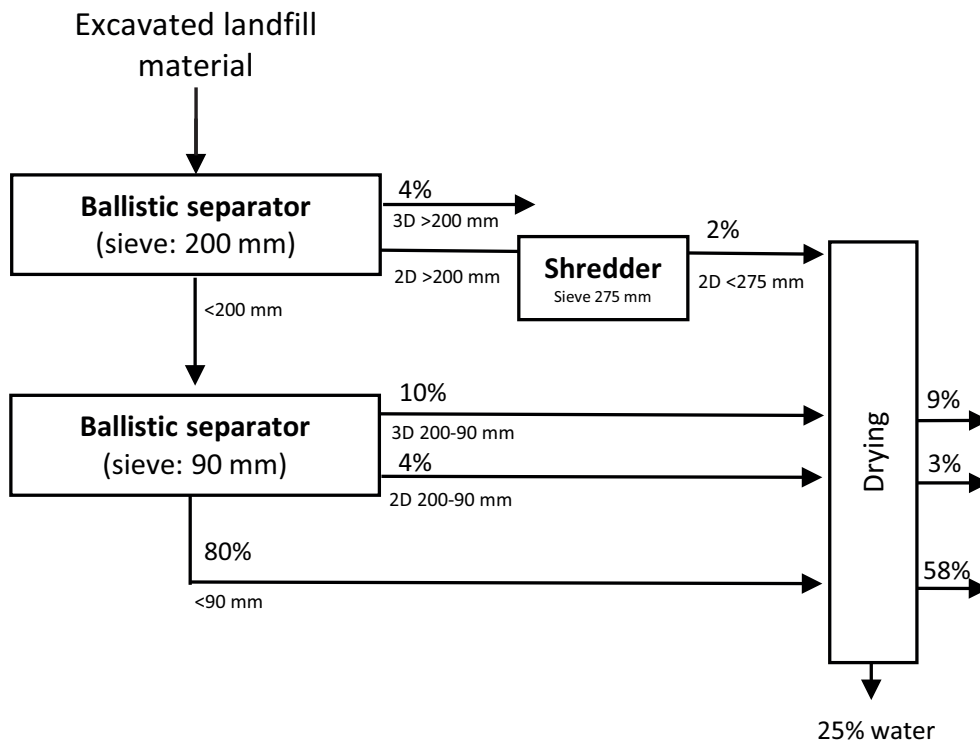 Excavated landfill
material
Ballistic separator
(sieve: 200 mm)
4%
3D >200 mm
2D >200 mm
Shredder
Sieve 275 mm
2%
2D <275 mm
<200 mm
Ballistic separator
(sieve: 90 mm)
10%
3D 200-90 mm
4%
2D 200-90 mm
80%
<90 mm
Drying
9%
3%
58%
25% water